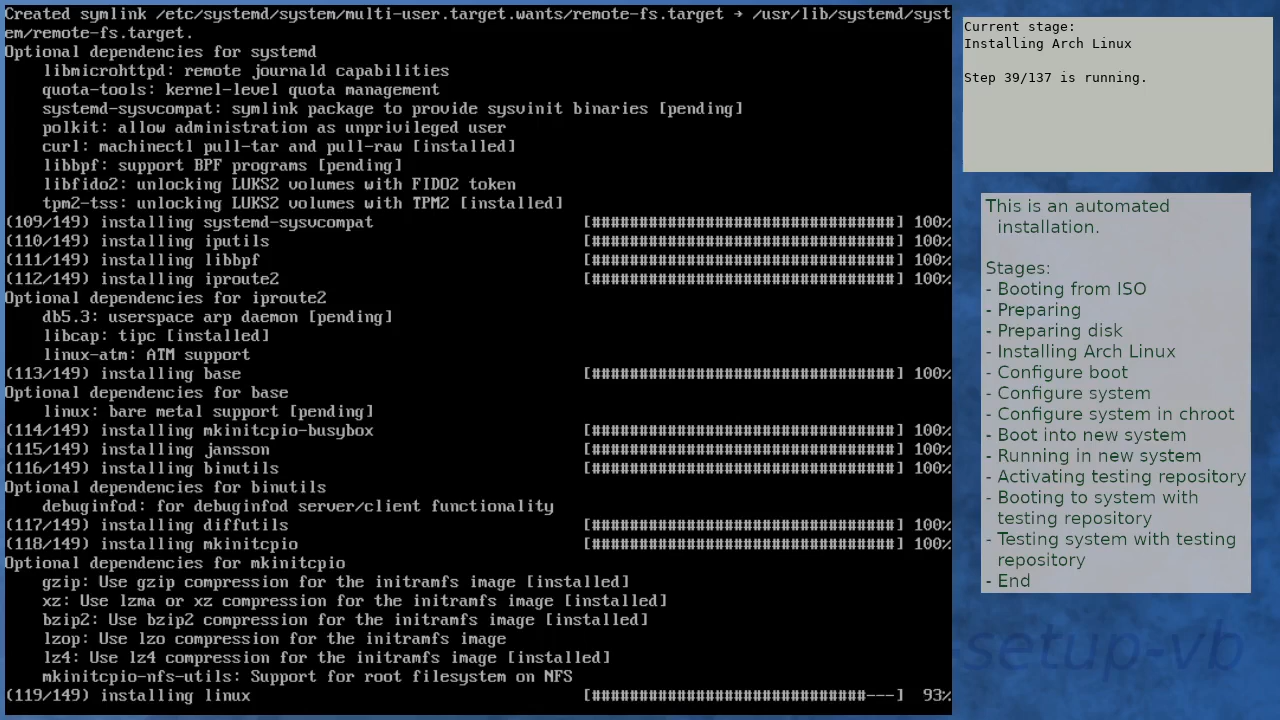 Created symlink /etc/systemd/system/multi-user.target.wants/remote-fs.target → /usr/lib/systemd/syst
em/remote-fs.target.
Optional dependencies for systemd
    libmicrohttpd: remote journald capabilities
    quota-tools: kernel-level quota management
    systemd-sysvcompat: symlink package to provide sysvinit binaries [pending]
    polkit: allow administration as unprivileged user
    curl: machinectl pull-tar and pull-raw [installed]
    libbpf: support BPF programs [pending]
    libfido2: unlocking LUKS2 volumes with FIDO2 token
    tpm2-tss: unlocking LUKS2 volumes with TPM2 [installed]
(109/149) installing systemd-sysvcompat [################################] 100%
(110/149) installing iputils [################################] 100%
(111/149) installing libbpf [################################] 100%
(112/149) installing iproute2 [################################] 100%
Optional dependencies for iproute2
    db5.3: userspace arp daemon [pending]
    libcap: tipc [installed]
    linux-atm: ATM support
(113/149) installing base [################################] 100%
Optional dependencies for base
    linux: bare metal support [pending]
(114/149) installing mkinitcpio-busybox [################################] 100%
(115/149) installing jansson [################################] 100%
(116/149) installing binutils [################################] 100%
Optional dependencies for binutils
    debuginfod: for debuginfod server/client functionality
(117/149) installing diffutils [################################] 100%
(118/149) installing mkinitcpio [################################] 100%
Optional dependencies for mkinitcpio
    gzip: Use gzip compression for the initramfs image [installed]
    xz: Use lzma or xz compression for the initramfs image [installed]
    bzip2: Use bzip2 compression for the initramfs image [installed]
    lzop: Use lzo compression for the initramfs image
    lz4: Use lz4 compression for the initramfs image [installed]
    mkinitcpio-nfs-utils: Support for root filesystem on NFS
(119/149) installing linux [#############################---] 93%
Current stage:
Installing Arch Linux
Step 39/137 is running.
This is an automated
installation.
Stages:
- Booting from ISO
- Preparing
- Preparing disk
- Installing Arch Linux
- Configure boot
- Configure system
- Configure system in chroot
- Boot into new system
- Running in new system
- Activating testing repository
- Booting to system with
testing repository
- Testing system with testing
repository
- End
-setup-vb